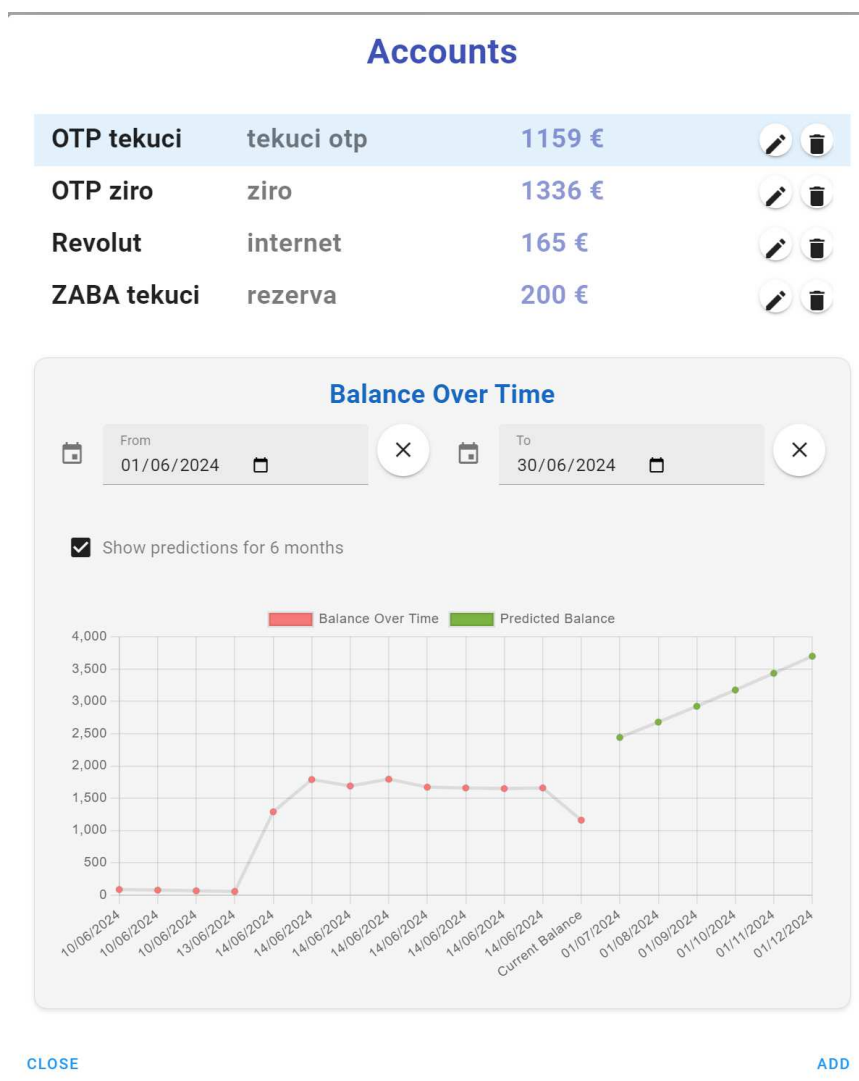 Accounts
OTP tekuci tekuci otp 1159 €
OTP ziro ziro 1336 €
Revolut internet 165 €
ZABA tekuci rezerva 200 €
Balance Over Time
From
01/06/2024
To
30/06/2024
Show predictions for 6 months
Balance Over Time Predicted Balance
4,000
3,500
3,000
2,500
2,000
1,500
1,000
500
0
10/06/2024 10/06/2024 10/06/2024 13/06/2024 14/06/2024 14/06/2024 14/06/2024 14/06/2024 14/06/2024 14/06/2024 14/06/2024 14/06/2024 Current Balance 01/07/2024 01/08/2024 01/09/2024 01/10/2024 01/11/2024 01/12/2024
CLOSE ADD